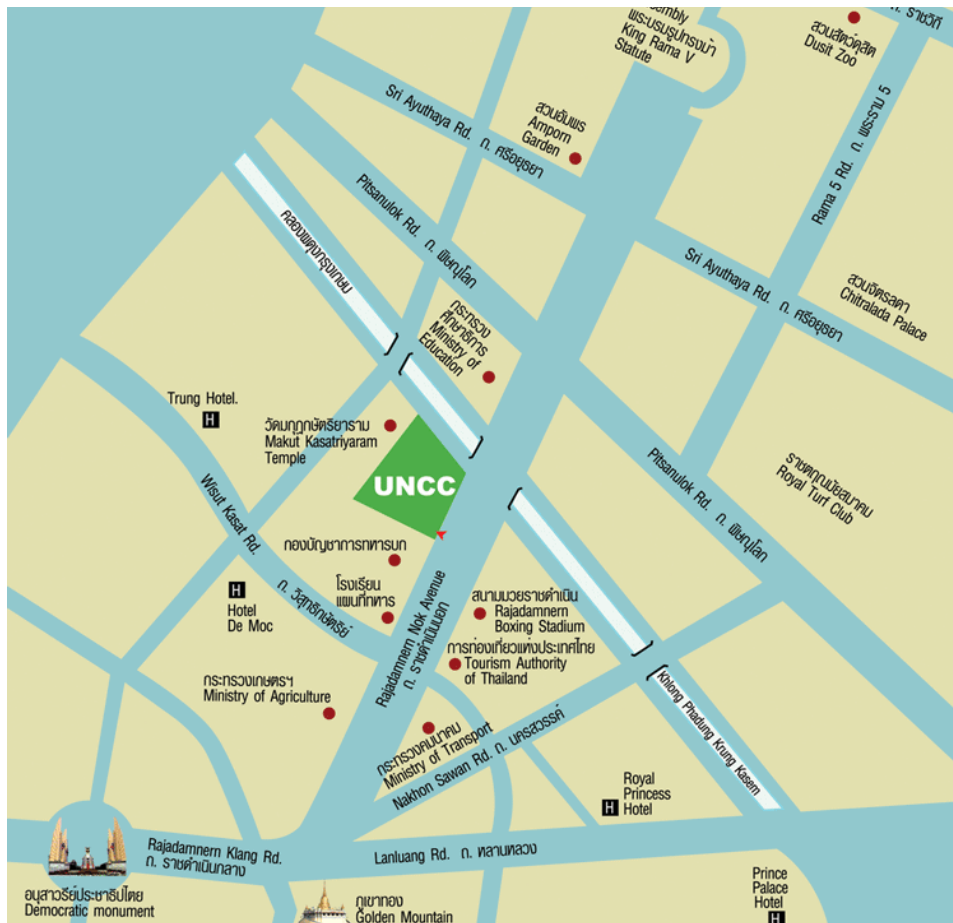 พระบรมรูปทรงม้า
King Rama V
Statute
สวนสัตว์ดุสิต
Dusit Zoo
Sri Ayuthaya Rd. ถ. ศรีอยุธยา
สวนอัมพร
Amporn
Garden
Rama 5 Rd. ถ. พระราม 5
Pitsanulok Rd. ถ. พิษณุโลก
คลองผดุงกรุงเกษม
Sri Ayuthaya Rd. ถ. ศรีอยุธยา
สวนจิตรลดา
Chitralada Palace
กระทรวง
ศึกษาธิการ
Ministry of
Education
Trung Hotel.
H
วัดมกุฏกษัตริยาราม
Makut Kasatriyaram
Temple
UNCC
Pitsanulok Rd. ถ. พิษณุโลก
ราชตฤณมัยสมาคม
Royal Turf Club
Wisut Kasat Rd.
ถ. วิสุทธิกษัตริย์
กองบัญชาการทหารบก
โรงเรียน
แผนที่ทหาร
H
Hotel
De Moc
Rajadamnern Nok Avenue
ถ. ราชดำเนินนอก
สนามมวยราชดำเนิน
Rajadamnern
Boxing Stadium
การท่องเที่ยวแห่งประเทศไทย
Tourism Authority
of Thailand
กระทรวงเกษตรฯ
Ministry of Agriculture
กระทรวงคมนาคม
Ministry of Transport
Nakhon Sawan Rd. ถ. นครสวรรค์
Khlong Phadung Krung Kasem
Royal
Princess
Hotel
H
Rajadamnern Klang Rd.
ถ. ราชดำเนินกลาง
Lanluang Rd. ถ. หลานหลวง
อนุสาวรีย์ประชาธิปไตย
Democratic monument
ภูเขาทอง
Golden Mountain
Prince
Palace
Hotel
H